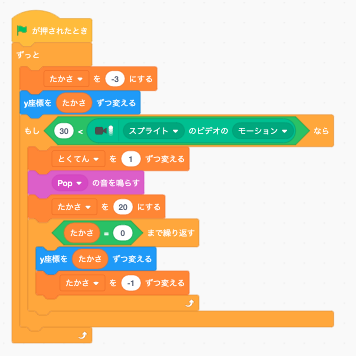 が押されたとき
ずっと
たかさ を -3 にする
y座標を たかさ ずつ変える
もし 30 < スプライト のビデオの モーション なら
とくてん を 1 ずつ変える
Pop の音を鳴らす
たかさ を 20 にする
たかさ = 0 まで繰り返す
y座標を たかさ ずつ変える
たかさ を -1 ずつ変える